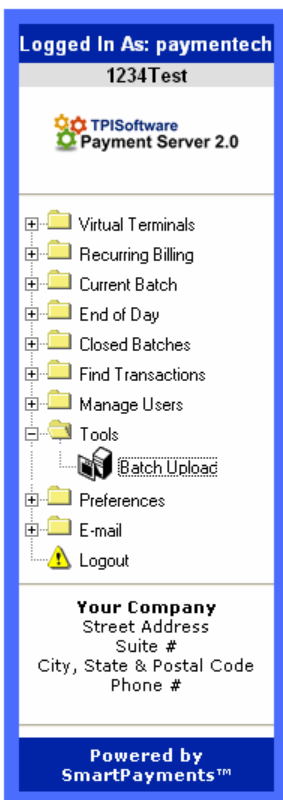 Logged In As: paymentech
1234Test
TPISoftware
Payment Server 2.0
Virtual Terminals
Recurring Billing
Current Batch
End of Day
Closed Batches
Find Transactions
Manage Users
Tools
Batch Upload
Preferences
E-mail
Logout
Your Company
Street Address
Suite #
City, State & Postal Code
Phone #
Powered by
SmartPayments™